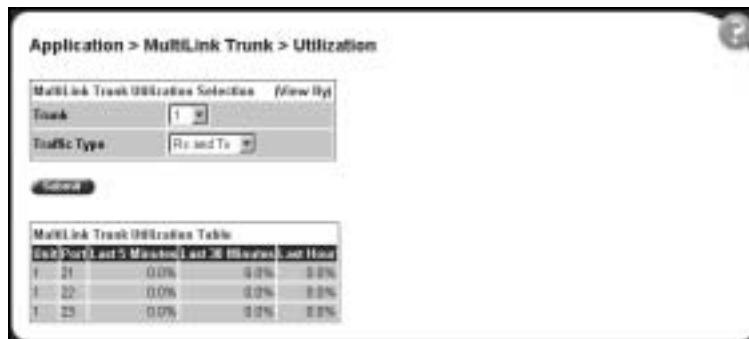 Application > MultiLink Trunk > Utilization
MultiLink Trunk Utilization Selection (View By)
Trunk 1
Traffic Type Rx and Tx
Submit
MultiLink Trunk Utilization Table
Unit Port Last 5 Minutes Last 30 Minutes Last Hour
1 21 0.0% 0.0% 0.0%
1 22 0.0% 0.0% 0.0%
1 23 0.0% 0.0% 0.0%